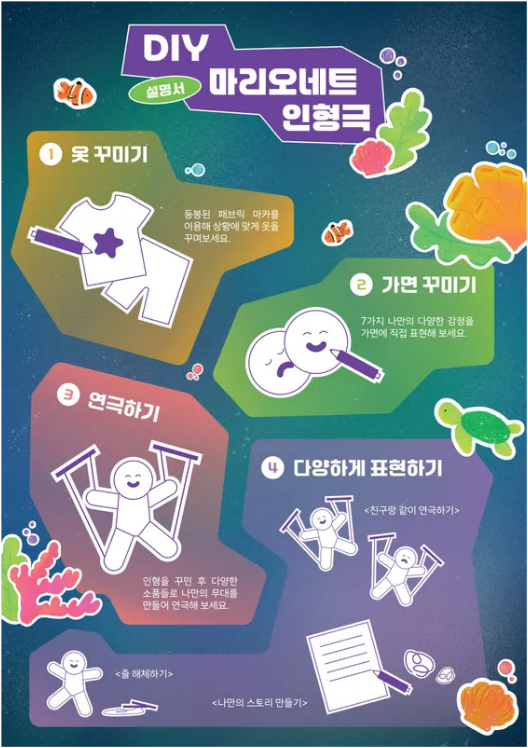 DIY
설명서 마리오네트
인형극
1 옷 꾸미기
동봉된 패브릭 마카를
이용해 상황에 맞게 옷을
꾸며보세요.
2 가면 꾸미기
7가지 나만의 다양한 감정을
가면에 직접 표현해 보세요.
3 연극하기
인형을 꾸민 후 다양한
소품들로 나만의 무대를
만들어 연극해 보세요.
4 다양하게 표현하기
<친구랑 같이 연극하기>
<줄 해체하기>
<나만의 스토리 만들기>